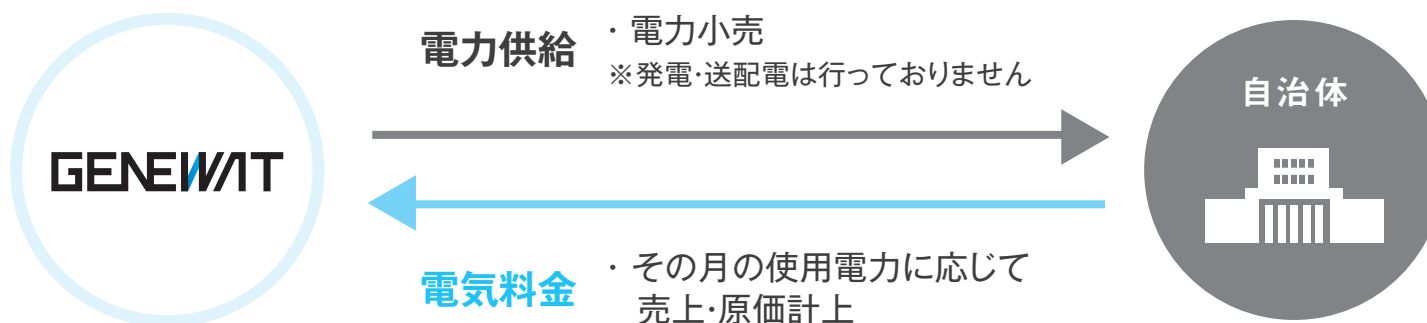 GENEWAT
電力供給
・電力小売
※発電・送配電は行っておりません
電気料金
・その月の使用電力に応じて
売上・原価計上
自治体